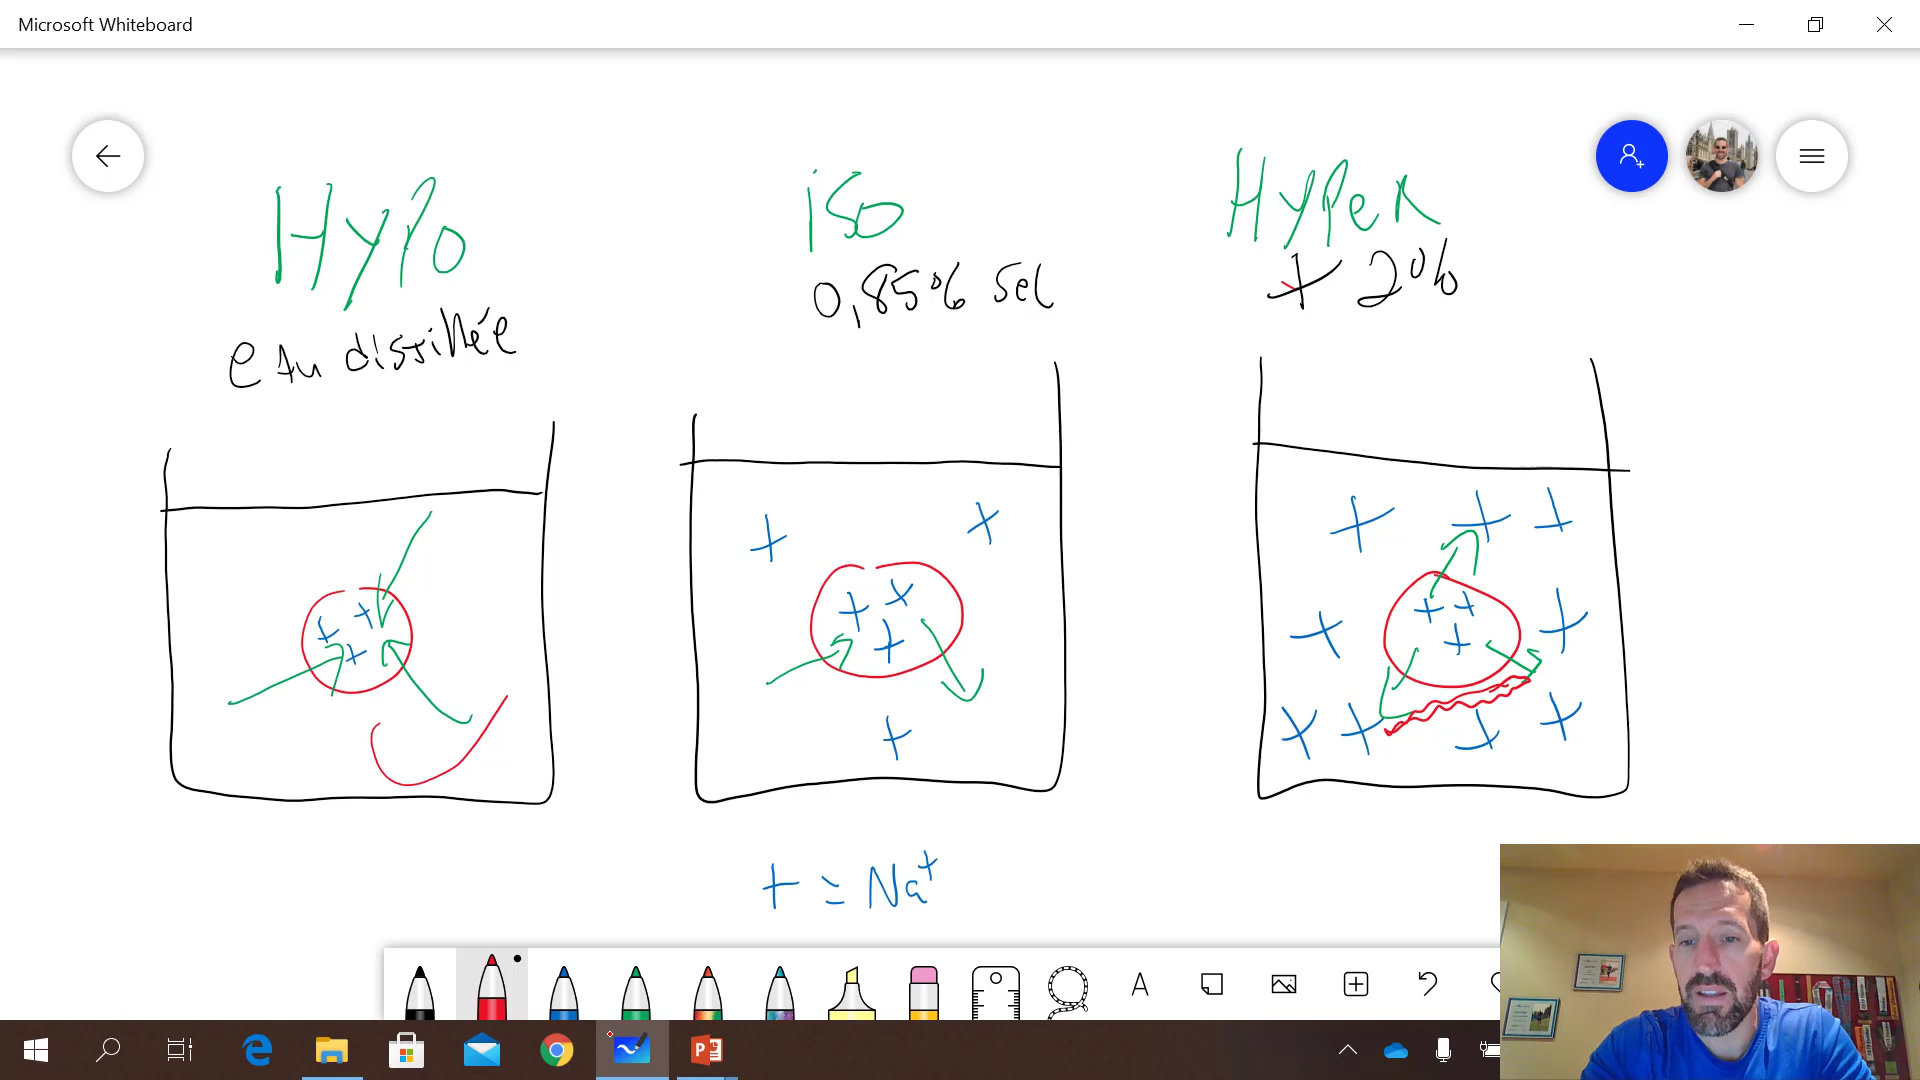 Microsoft Whiteboard
Hypo
eau distillée
iso
0,85% sel
Hyper
+ 2%
+ + +
+ + +
+ + +
+
+ + +
+ +
+ +
+
+ + + +
+ = Na⁺
A